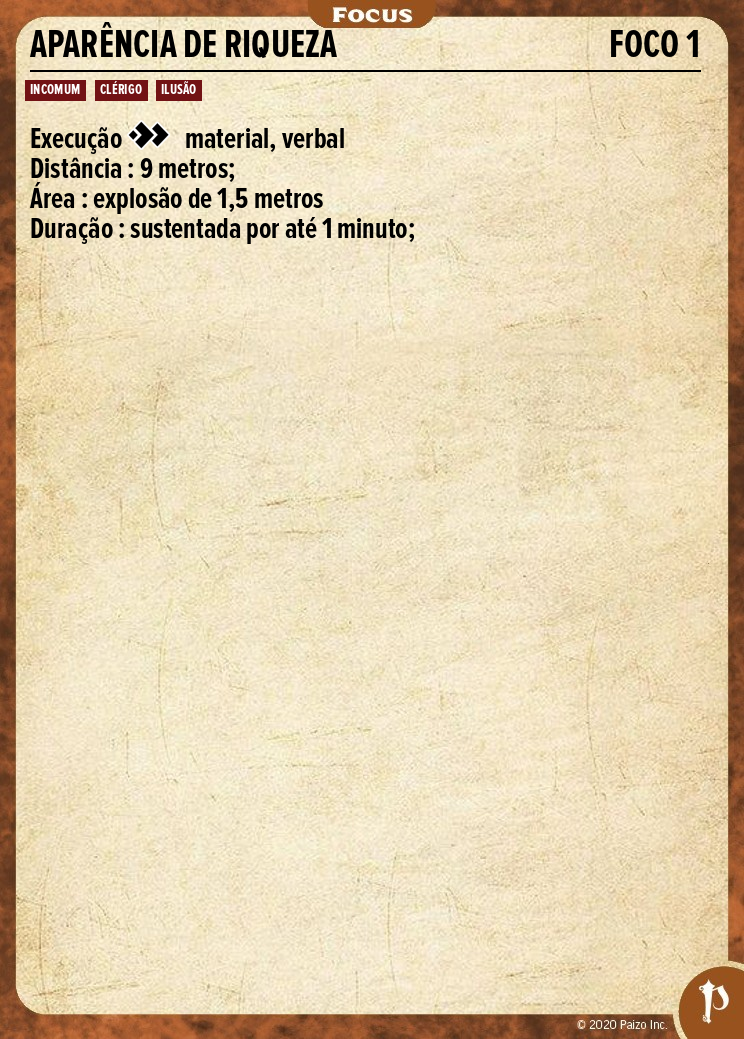 Focus
APARÊNCIA DE RIQUEZA FOCO 1
INCOMUM CLÉRIGO ILUSÃO
Execução material, verbal
Distância : 9 metros;
Área : explosão de 1,5 metros
Duração : sustentada por até 1 minuto;
© 2020 Paizo Inc.
P